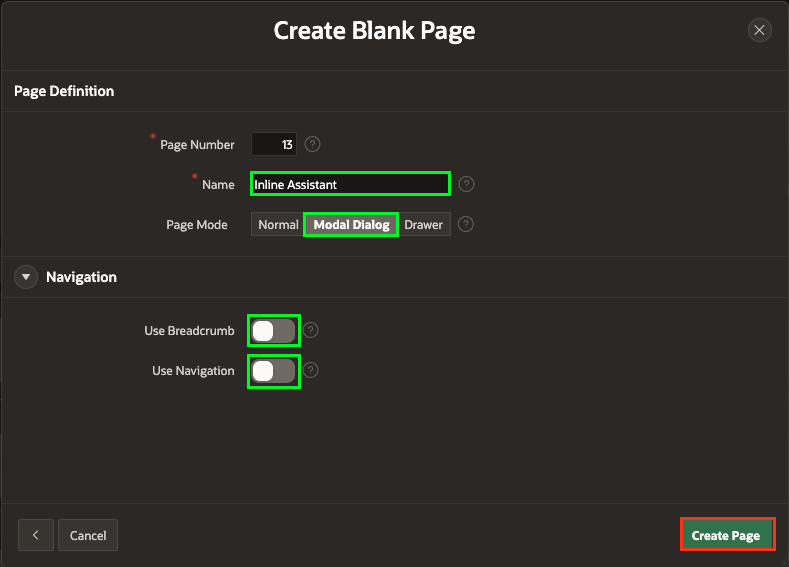 Create Blank Page
Page Definition
* Page Number 13 ?
* Name Inline Assistant ?
Page Mode Normal Modal Dialog Drawer ?
Navigation
Use Breadcrumb ?
Use Navigation ?
Cancel Create Page